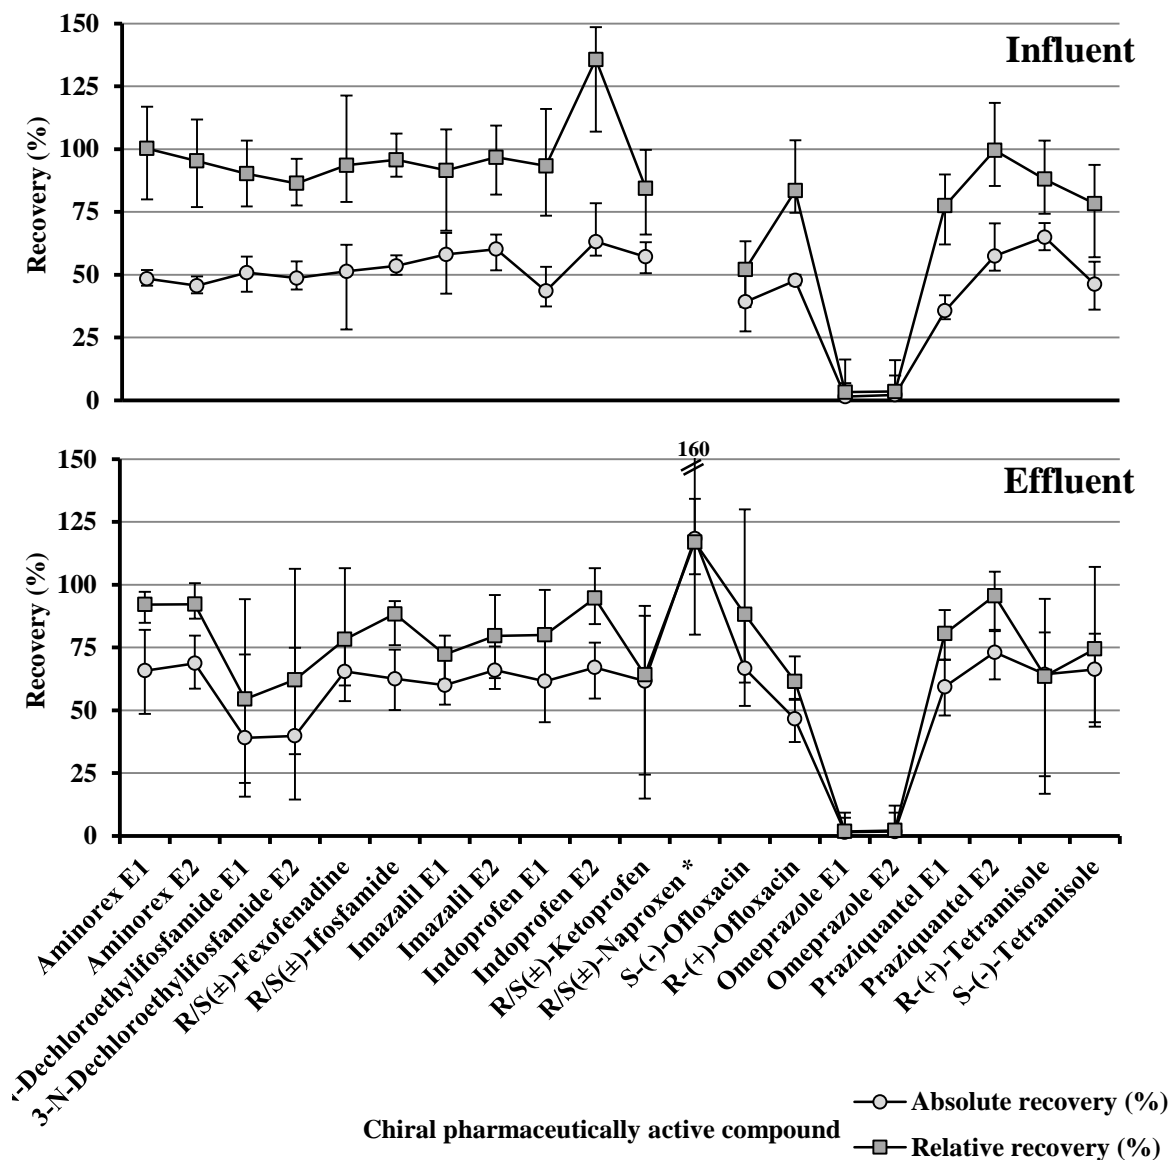 Influent
Recovery (%)
150
125
100
75
50
25
0
160
Effluent
Recovery (%)
150
125
100
75
50
25
0
Aminorex E1
Aminorex E2
-Dechloroethylifosfamide E1
3-N-Dechloroethylifosfamide E2
R/S(±)-Fexofenadine
R/S(±)-Ifosfamide
Imazalil E1
Imazalil E2
Indoprofen E1
Indoprofen E2
R/S(±)-Ketoprofen
R/S(±)-Naproxen *
S-(-)-Ofloxacin
R-(+)-Ofloxacin
Omeprazole E1
Omeprazole E2
Praziquantel E1
Praziquantel E2
R-(+)-Tetramisole
S-(-)-Tetramisole
Chiral pharmaceutically active compound
Absolute recovery (%)
Relative recovery (%)